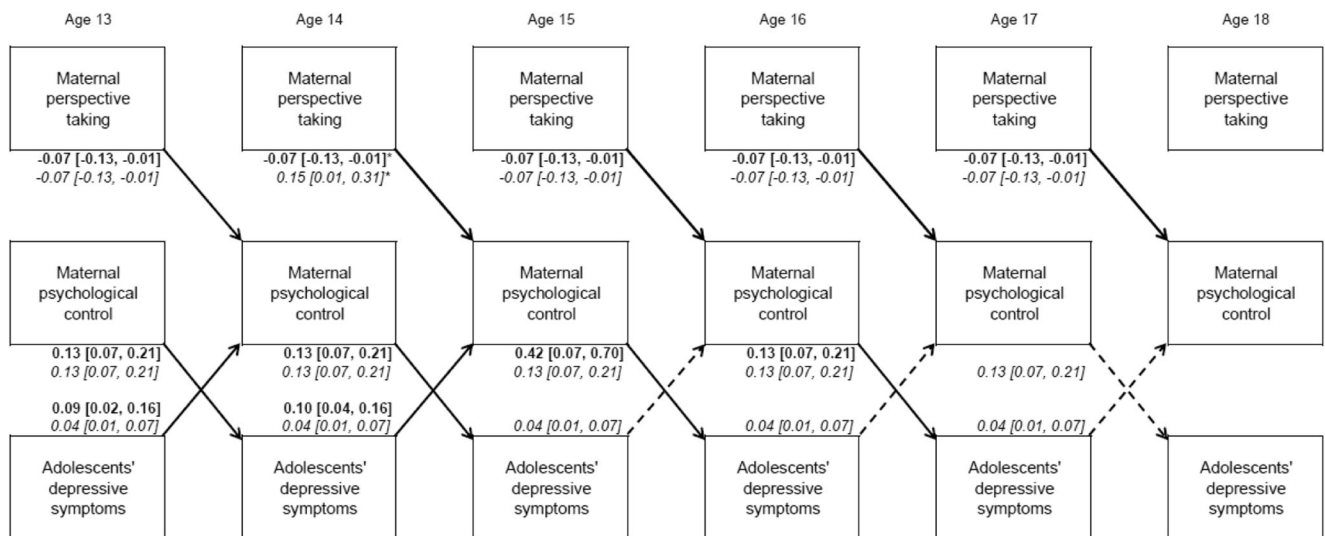 Age 13
Age 14
Age 15
Age 16
Age 17
Age 18
Maternal
perspective
taking
Maternal
perspective
taking
Maternal
perspective
taking
Maternal
perspective
taking
Maternal
perspective
taking
Maternal
perspective
taking
-0.07 [-0.13, -0.01]
-0.07 [-0.13, -0.01]
-0.07 [-0.13, -0.01]*
0.15 [0.01, 0.31]*
-0.07 [-0.13, -0.01]
-0.07 [-0.13, -0.01]
-0.07 [-0.13, -0.01]
-0.07 [-0.13, -0.01]
-0.07 [-0.13, -0.01]
-0.07 [-0.13, -0.01]
Maternal
psychological
control
Maternal
psychological
control
Maternal
psychological
control
Maternal
psychological
control
Maternal
psychological
control
Maternal
psychological
control
0.13 [0.07, 0.21]
0.13 [0.07, 0.21]
0.13 [0.07, 0.21]
0.13 [0.07, 0.21]
0.42 [0.07, 0.70]
0.13 [0.07, 0.21]
0.13 [0.07, 0.21]
0.13 [0.07, 0.21]
0.13 [0.07, 0.21]
0.09 [0.02, 0.16]
0.04 [0.01, 0.07]
0.10 [0.04, 0.16]
0.04 [0.01, 0.07]
0.04 [0.01, 0.07]
0.04 [0.01, 0.07]
0.04 [0.01, 0.07]
Adolescents'
depressive
symptoms
Adolescents'
depressive
symptoms
Adolescents'
depressive
symptoms
Adolescents'
depressive
symptoms
Adolescents'
depressive
symptoms
Adolescents'
depressive
symptoms